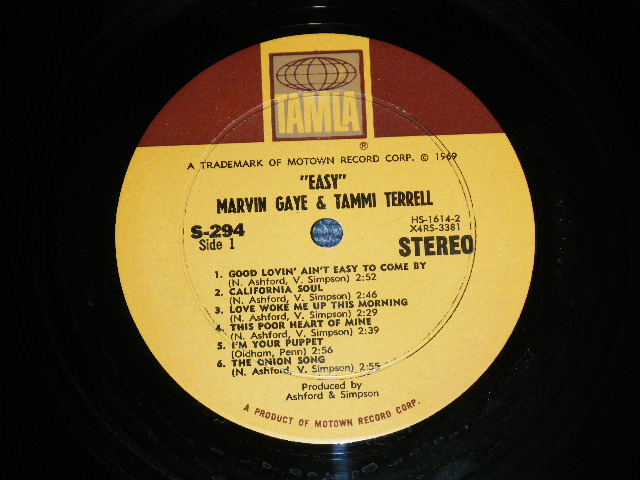 TAMLA
®
A TRADEMARK OF MOTOWN RECORD CORP. © 1969
"EASY"
MARVIN GAYE & TAMMI TERRELL
S-294
Side 1
HS-1614-2
X4RS-3381
STEREO
1. GOOD LOVIN' AIN'T EASY TO COME BY
(N. Ashford, V. Simpson) 2:52
2. CALIFORNIA SOUL
(N. Ashford, V. Simpson) 2:46
3. LOVE WOKE ME UP THIS MORNING
(N. Ashford, V. Simpson) 2:29
4. THIS POOR HEART OF MINE
(N. Ashford, V. Simpson) 2:39
5. I'M YOUR PUPPET
(Oldham, Penn) 2:56
6. THE ONION SONG
(N. Ashford, V. Simpson) 2:55
Produced by
Ashford & Simpson
A PRODUCT OF MOTOWN RECORD CORP.